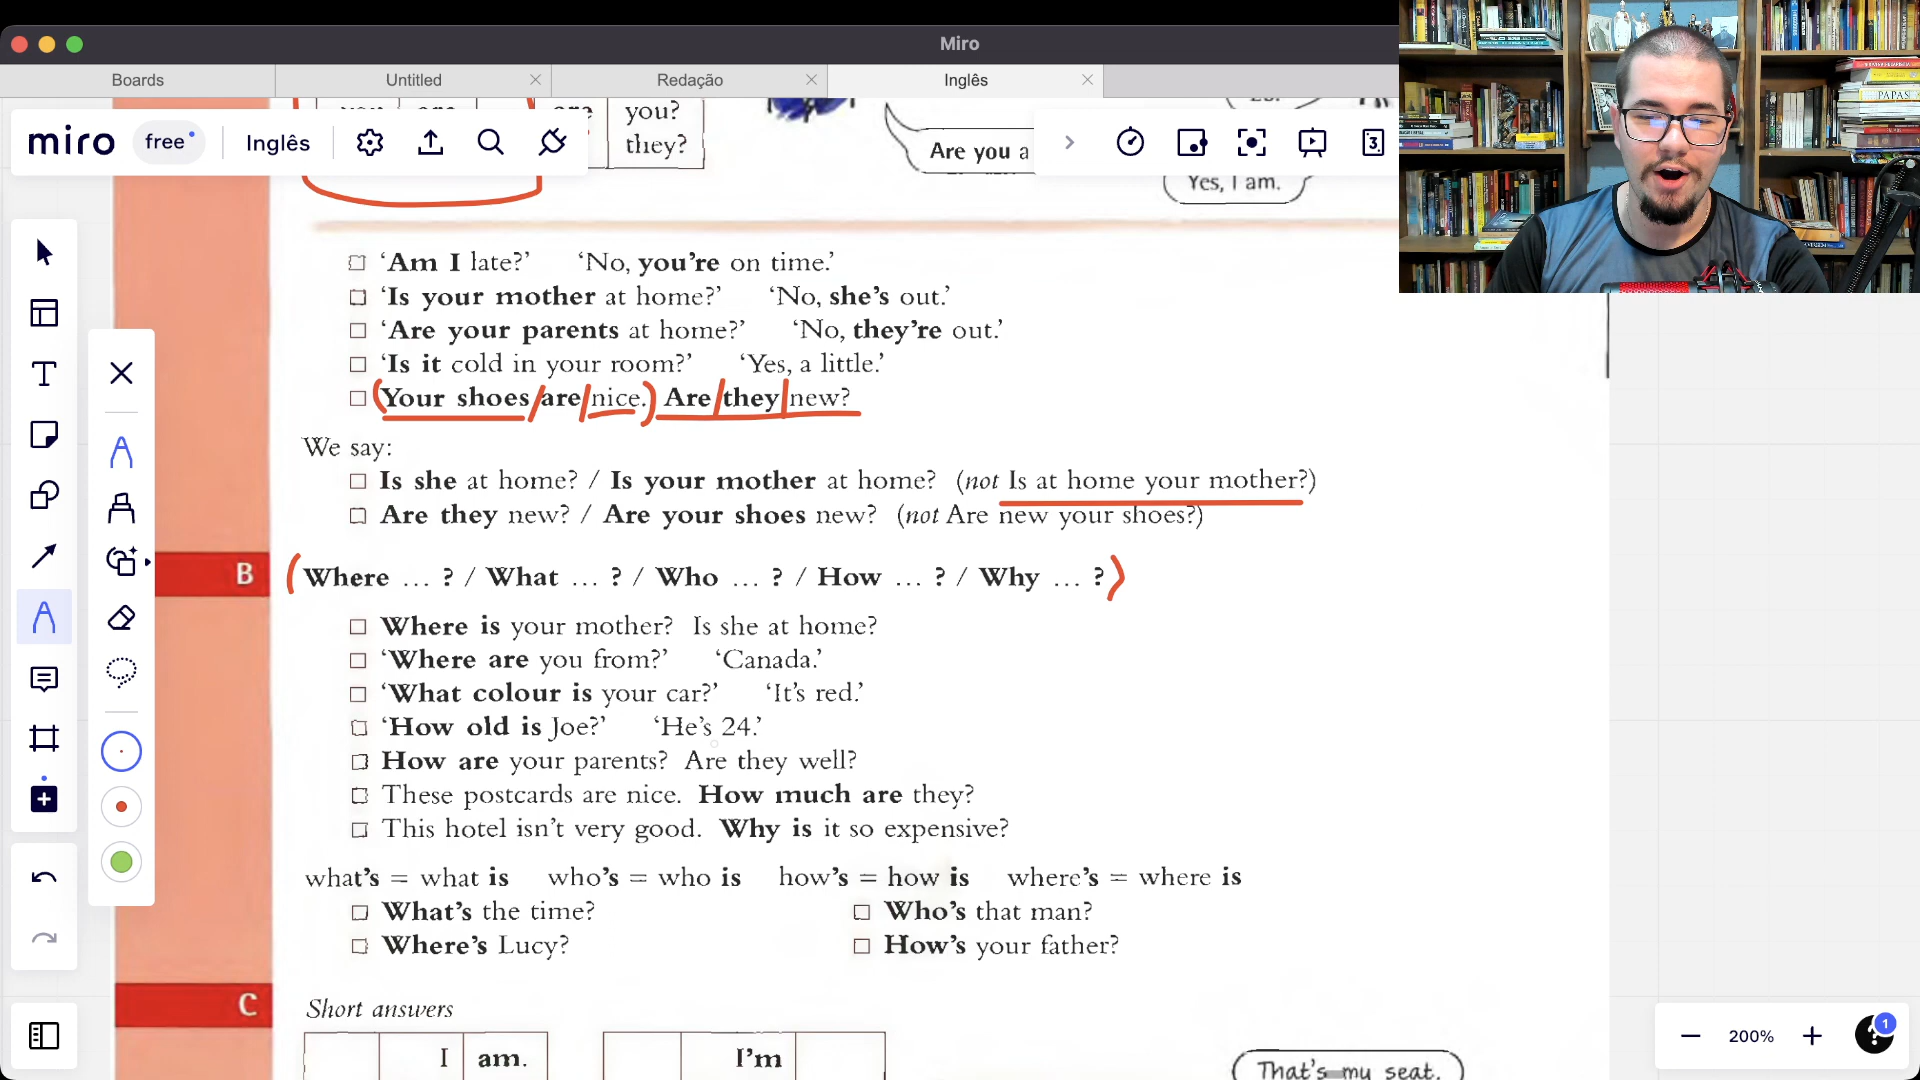 Miro
Boards
Untitled
Redação
Inglês
you?
they?
miro
free
Inglês
Are you a
3
Yes, I am.
PAPAS
‘Am I late?’ ‘No, you’re on time.’
‘Is your mother at home?’ ‘No, she’s out.’
‘Are your parents at home?’ ‘No, they’re out.’
‘Is it cold in your room?’ ‘Yes, a little.’
Your shoes are nice. Are they new?
We say:
Is she at home? / Is your mother at home? (not Is at home your mother?)
Are they new? / Are your shoes new? (not Are new your shoes?)
B
Where … ? / What … ? / Who … ? / How … ? / Why … ?
Where is your mother? Is she at home?
‘Where are you from?’ ‘Canada.’
‘What colour is your car?’ ‘It’s red.’
‘How old is Joe?’ ‘He’s 24.’
How are your parents? Are they well?
These postcards are nice. How much are they?
This hotel isn’t very good. Why is it so expensive?
what’s = what is who’s = who is how’s = how is where’s = where is
What’s the time? Who’s that man?
Where’s Lucy? How’s your father?
C
Short answers
I am.
I’m
That’s my seat.
200%
1